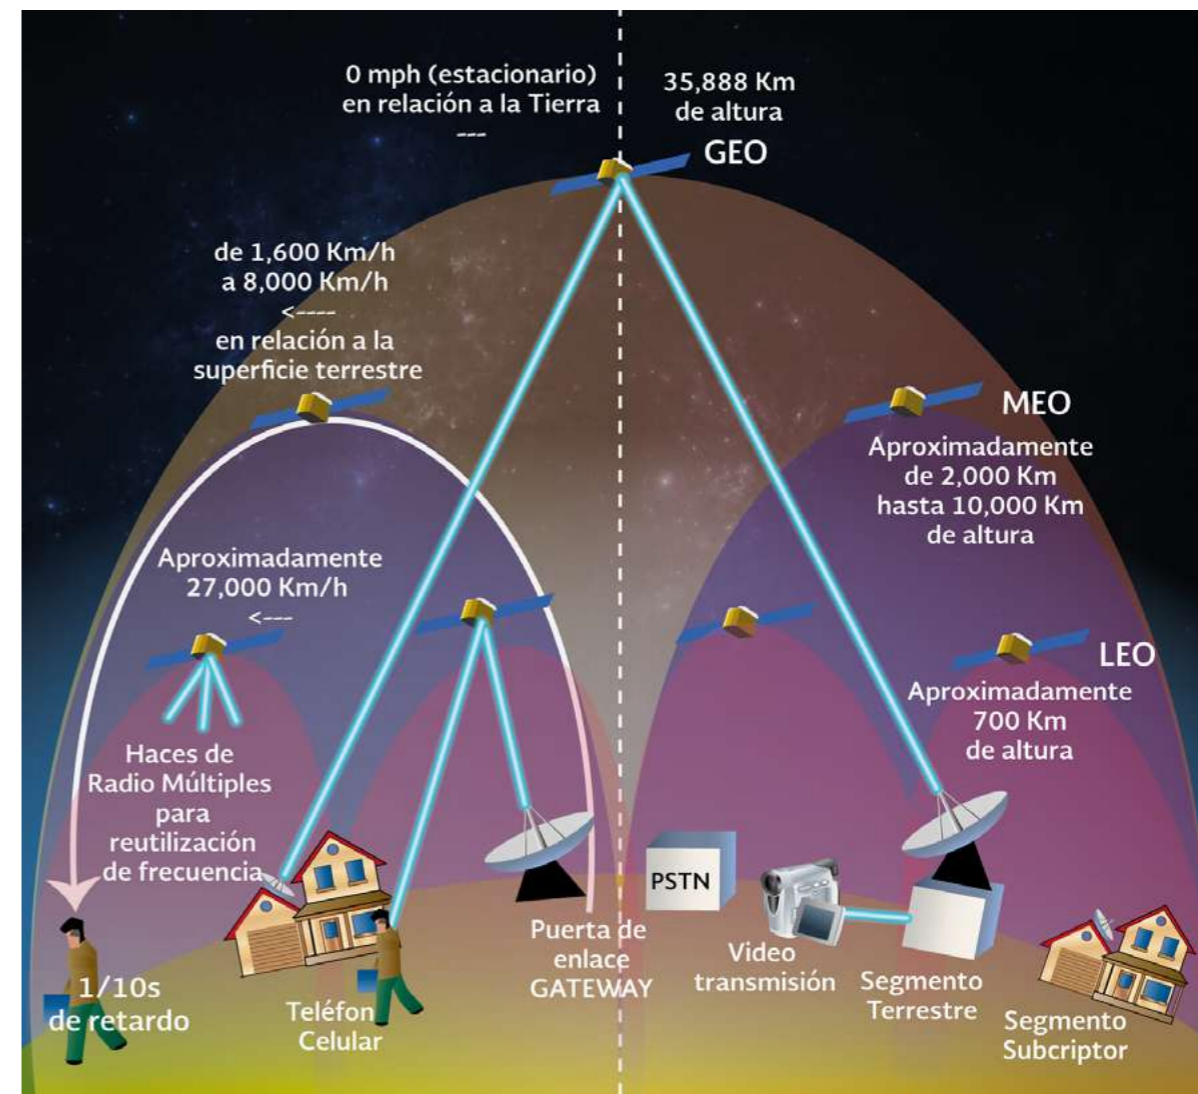 0 mph (estacionario)
en relación a la Tierra
---
35,888 Km
de altura
GEO
de 1,600 Km/h
a 8,000 Km/h
<----
en relación a la
superficie terrestre
MEO
Aproximadamente
de 2,000 Km
hasta 10,000 Km
de altura
Aproximadamente
27,000 Km/h
<---
LEO
Aproximadamente
700 Km
de altura
Haces de
Radio Múltiples
para
reutilización
de frecuencia
PSTN
Puerta de
enlace
GATEWAY
Video
transmisión
Segmento
Terrestre
Segmento
Subcriptor
1/10s
de retardo
Teléfon
Celular